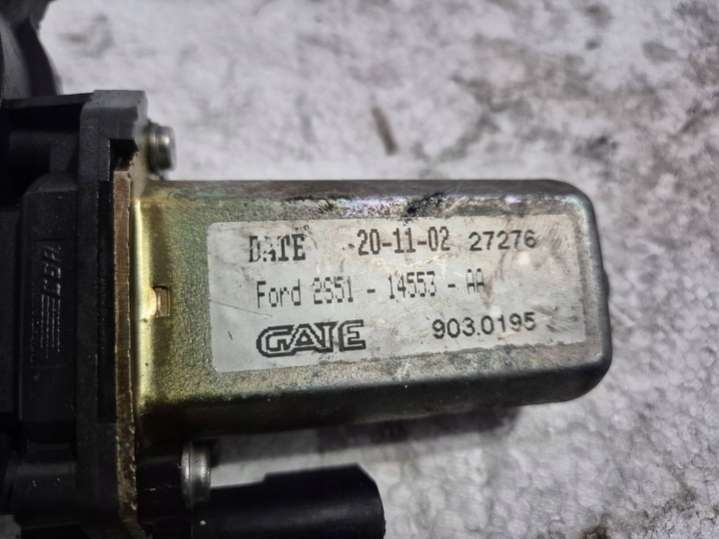 DATE 20-11-02 27276
Ford 2S51 - 14553 - AA
GATE 903.0195